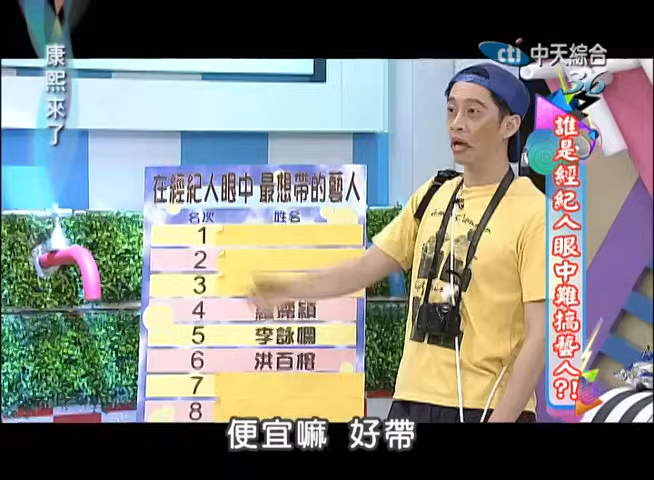 康熙來了
cti 中天綜合
36
誰是經紀人眼中難搞藝人?!
在經紀人眼中 最想帶的藝人
名次 姓名
1
2
3
4
5 李詠嫻
6 洪百榕
7
8
便宜嘛 好帶